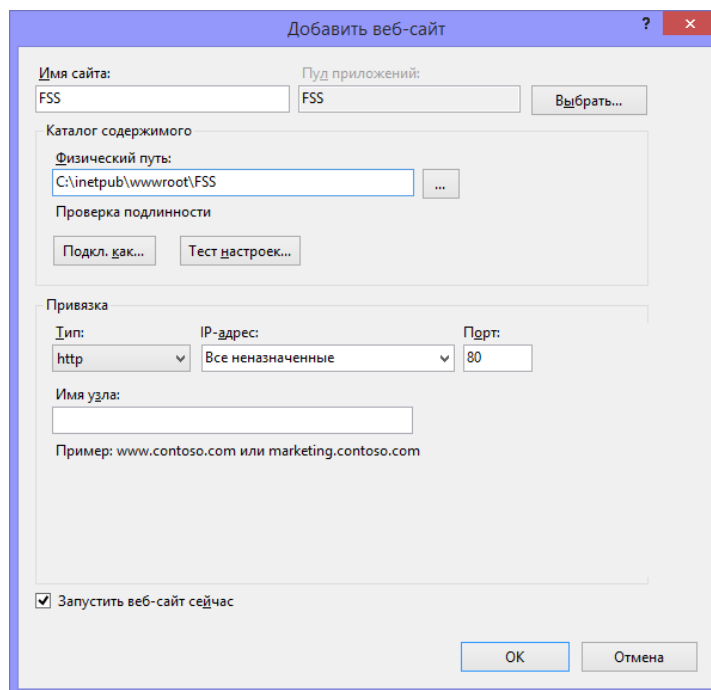 Добавить веб-сайт
?
Имя сайта: Пул приложений:
FSS FSS Выбрать...
Каталог содержимого
Физический путь:
C:\inetpub\wwwroot\FSS ...
Проверка подлинности
Подкл. как... Тест настроек...
Привязка
Тип: IP-адрес: Порт:
http Все неназначенные 80
Имя узла:
Пример: www.contoso.com или marketing.contoso.com
Запустить веб-сайт сейчас
ОК Отмена